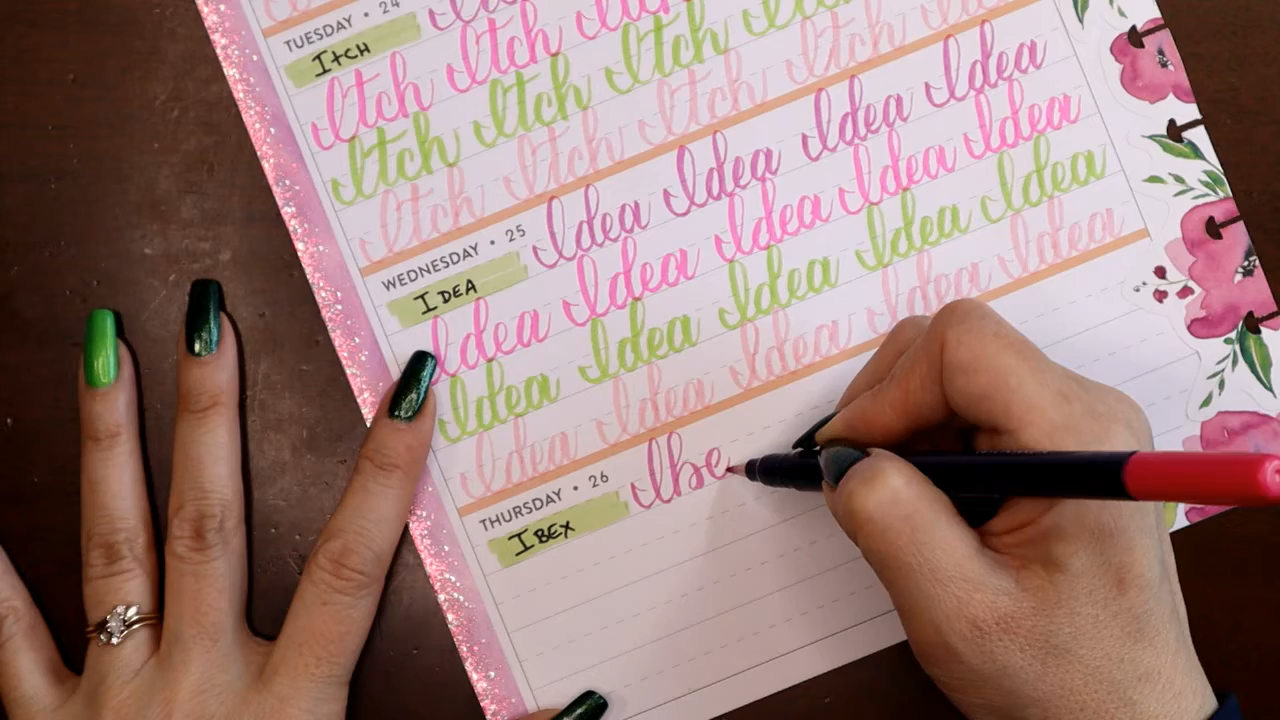 TUESDAY • 24
ItcH
Itch Itch Itch
Itch Itch Itch
Itch Itch Itch Itch
WEDNESDAY • 25 Idea Idea Idea Idea
IDEA
Idea Idea Idea Idea Idea
Idea Idea Idea Idea Idea
Idea Idea Idea Idea Idea
THURSDAY • 26 Ibe
IBEX